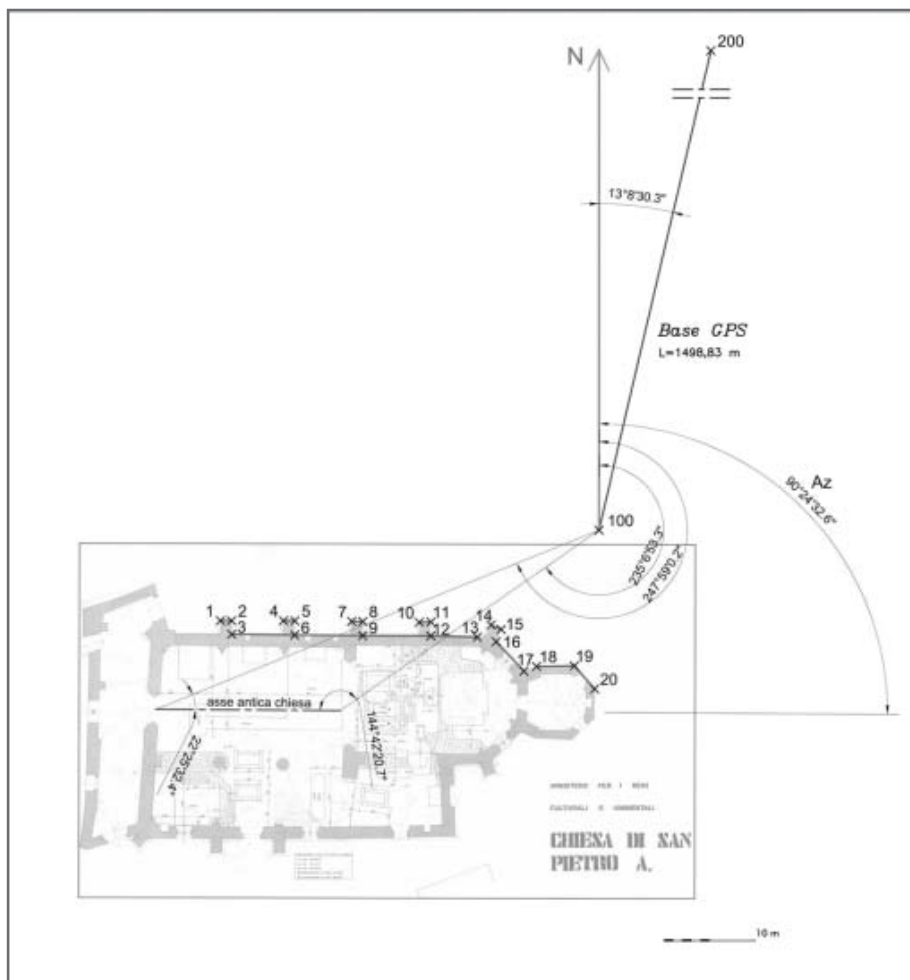 200
N
13°8'30.3"
Base GPS
L=1498,83 m
Az
90°24'32.6"
100
235°6'53.3"
247°59'0.2"
1 2 4 5 7 8 10 11 14 15
3 6 9 12 13 16
17 18 19
20
asse antica chiesa
22°25'32.4"
144°42'20.7"
MINISTERO PER I BENI
CULTURALI E AMBIENTALI
CHIESA DI SAN
PIETRO A.
10 m